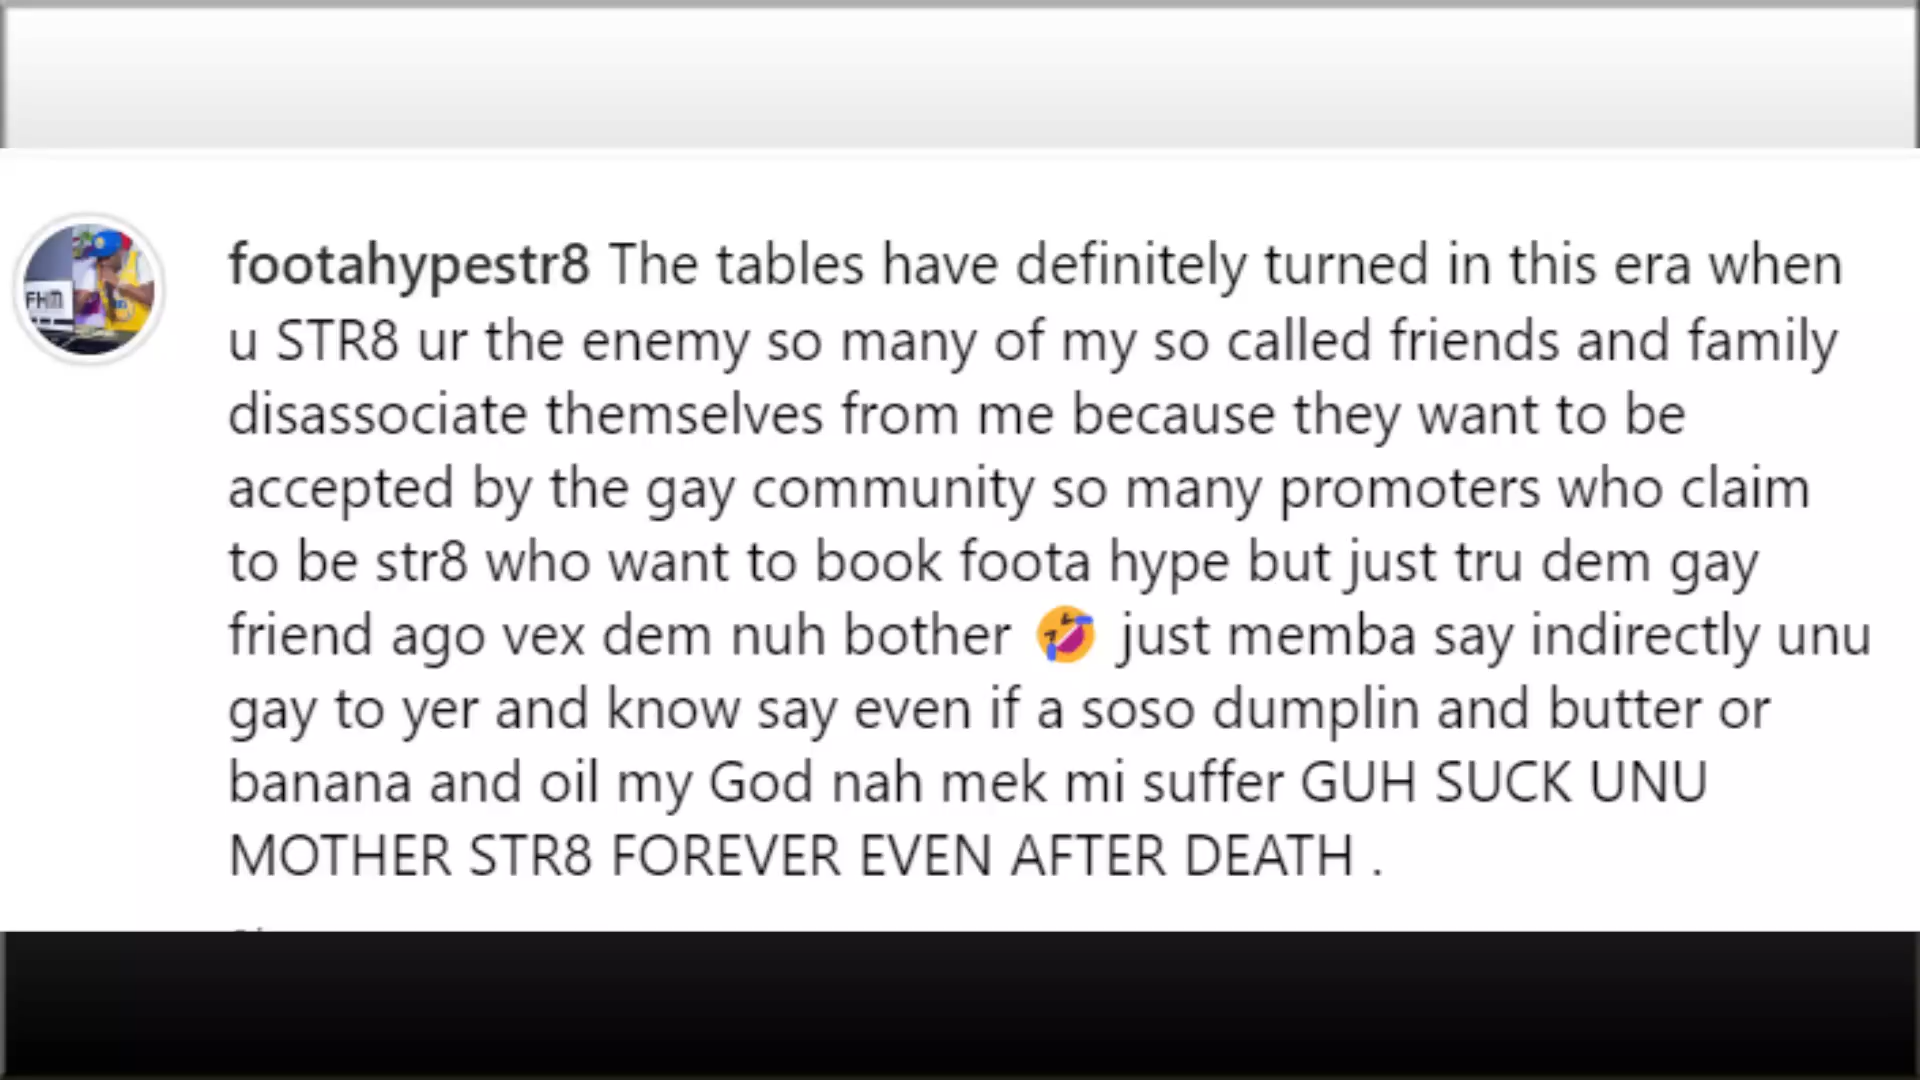 footahypestr8 The tables have definitely turned in this era when
u STR8 ur the enemy so many of my so called friends and family
disassociate themselves from me because they want to be
accepted by the gay community so many promoters who claim
to be str8 who want to book foota hype but just tru dem gay
friend ago vex dem nuh bother 🤣 just memba say indirectly unu
gay to yer and know say even if a soso dumplin and butter or
banana and oil my God nah mek mi suffer GUH SUCK UNU
MOTHER STR8 FOREVER EVEN AFTER DEATH .
FHM